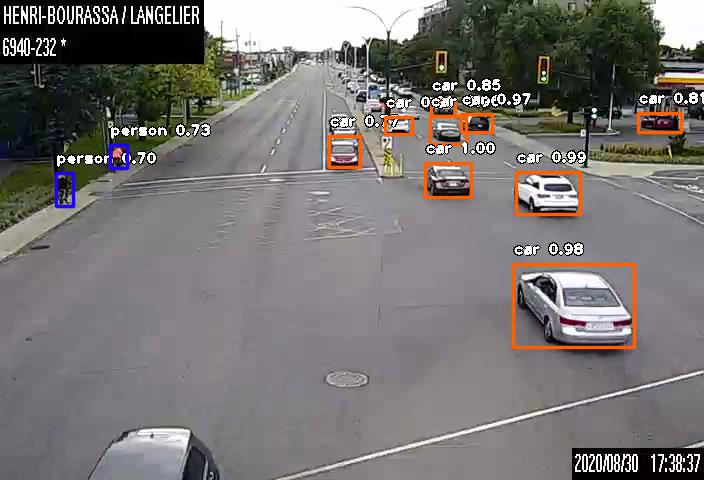 HENRI-BOURASSA / LANGELIER
6940-232 *
car 0.85
car 0.97
car 0.81
person 0.73
person 0.70
car 1.00
car 0.99
car 0.98
2020/08/30 17:38:37